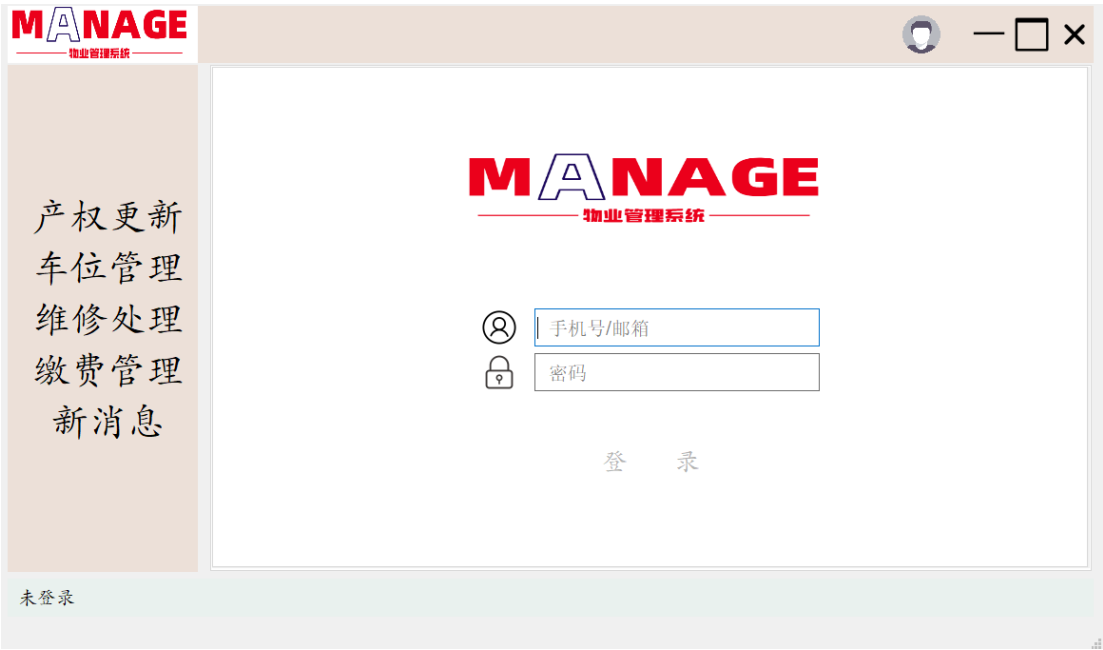 MANAGE
物业管理系统
产权更新
车位管理
维修处理
缴费管理
新消息
MANAGE
物业管理系统
手机号/邮箱
密码
登 录
未登录